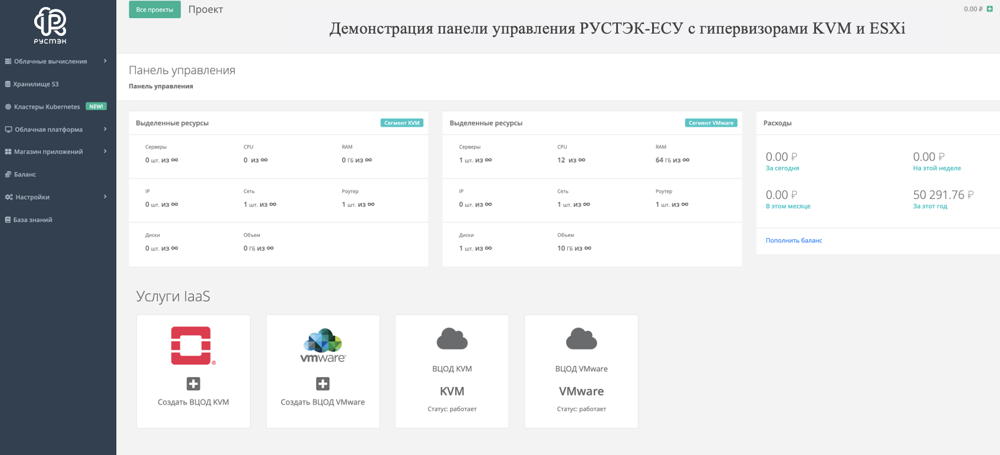 РУСТЭК
Облачные вычисления
Хранилище S3
Кластеры Kubernetes NEW!
Облачная платформа
Магазин приложений
Баланс
Настройки
База знаний
Все проекты Проект
0.00 ₽
Демонстрация панели управления РУСТЭК-ЕСУ с гипервизорами KVM и ESXi
Панель управления
Панель управления
Выделенные ресурсы Сегмент KVM
Серверы CPU RAM
0 шт. из ∞ 0 из ∞ 0 ГБ из ∞
IP Сеть Роутер
0 шт. из ∞ 1 шт. из ∞ 1 шт. из ∞
Диски Объем
0 шт. из ∞ 0 ГБ из ∞
Выделенные ресурсы Сегмент VMware
Серверы CPU RAM
1 шт. из ∞ 12 из ∞ 64 ГБ из ∞
IP Сеть Роутер
0 шт. из ∞ 1 шт. из ∞ 1 шт. из ∞
Диски Объем
1 шт. из ∞ 10 ГБ из ∞
Расходы
0.00 ₽ 0.00 ₽
За сегодня На этой неделе
0.00 ₽ 50 291.76 ₽
В этом месяце За этот год
Пополнить баланс
Услуги IaaS
Создать ВЦОД KVM
vmware®
Создать ВЦОД VMware
ВЦОД KVM
KVM
Статус: работает
ВЦОД VMware
VMware
Статус: работает